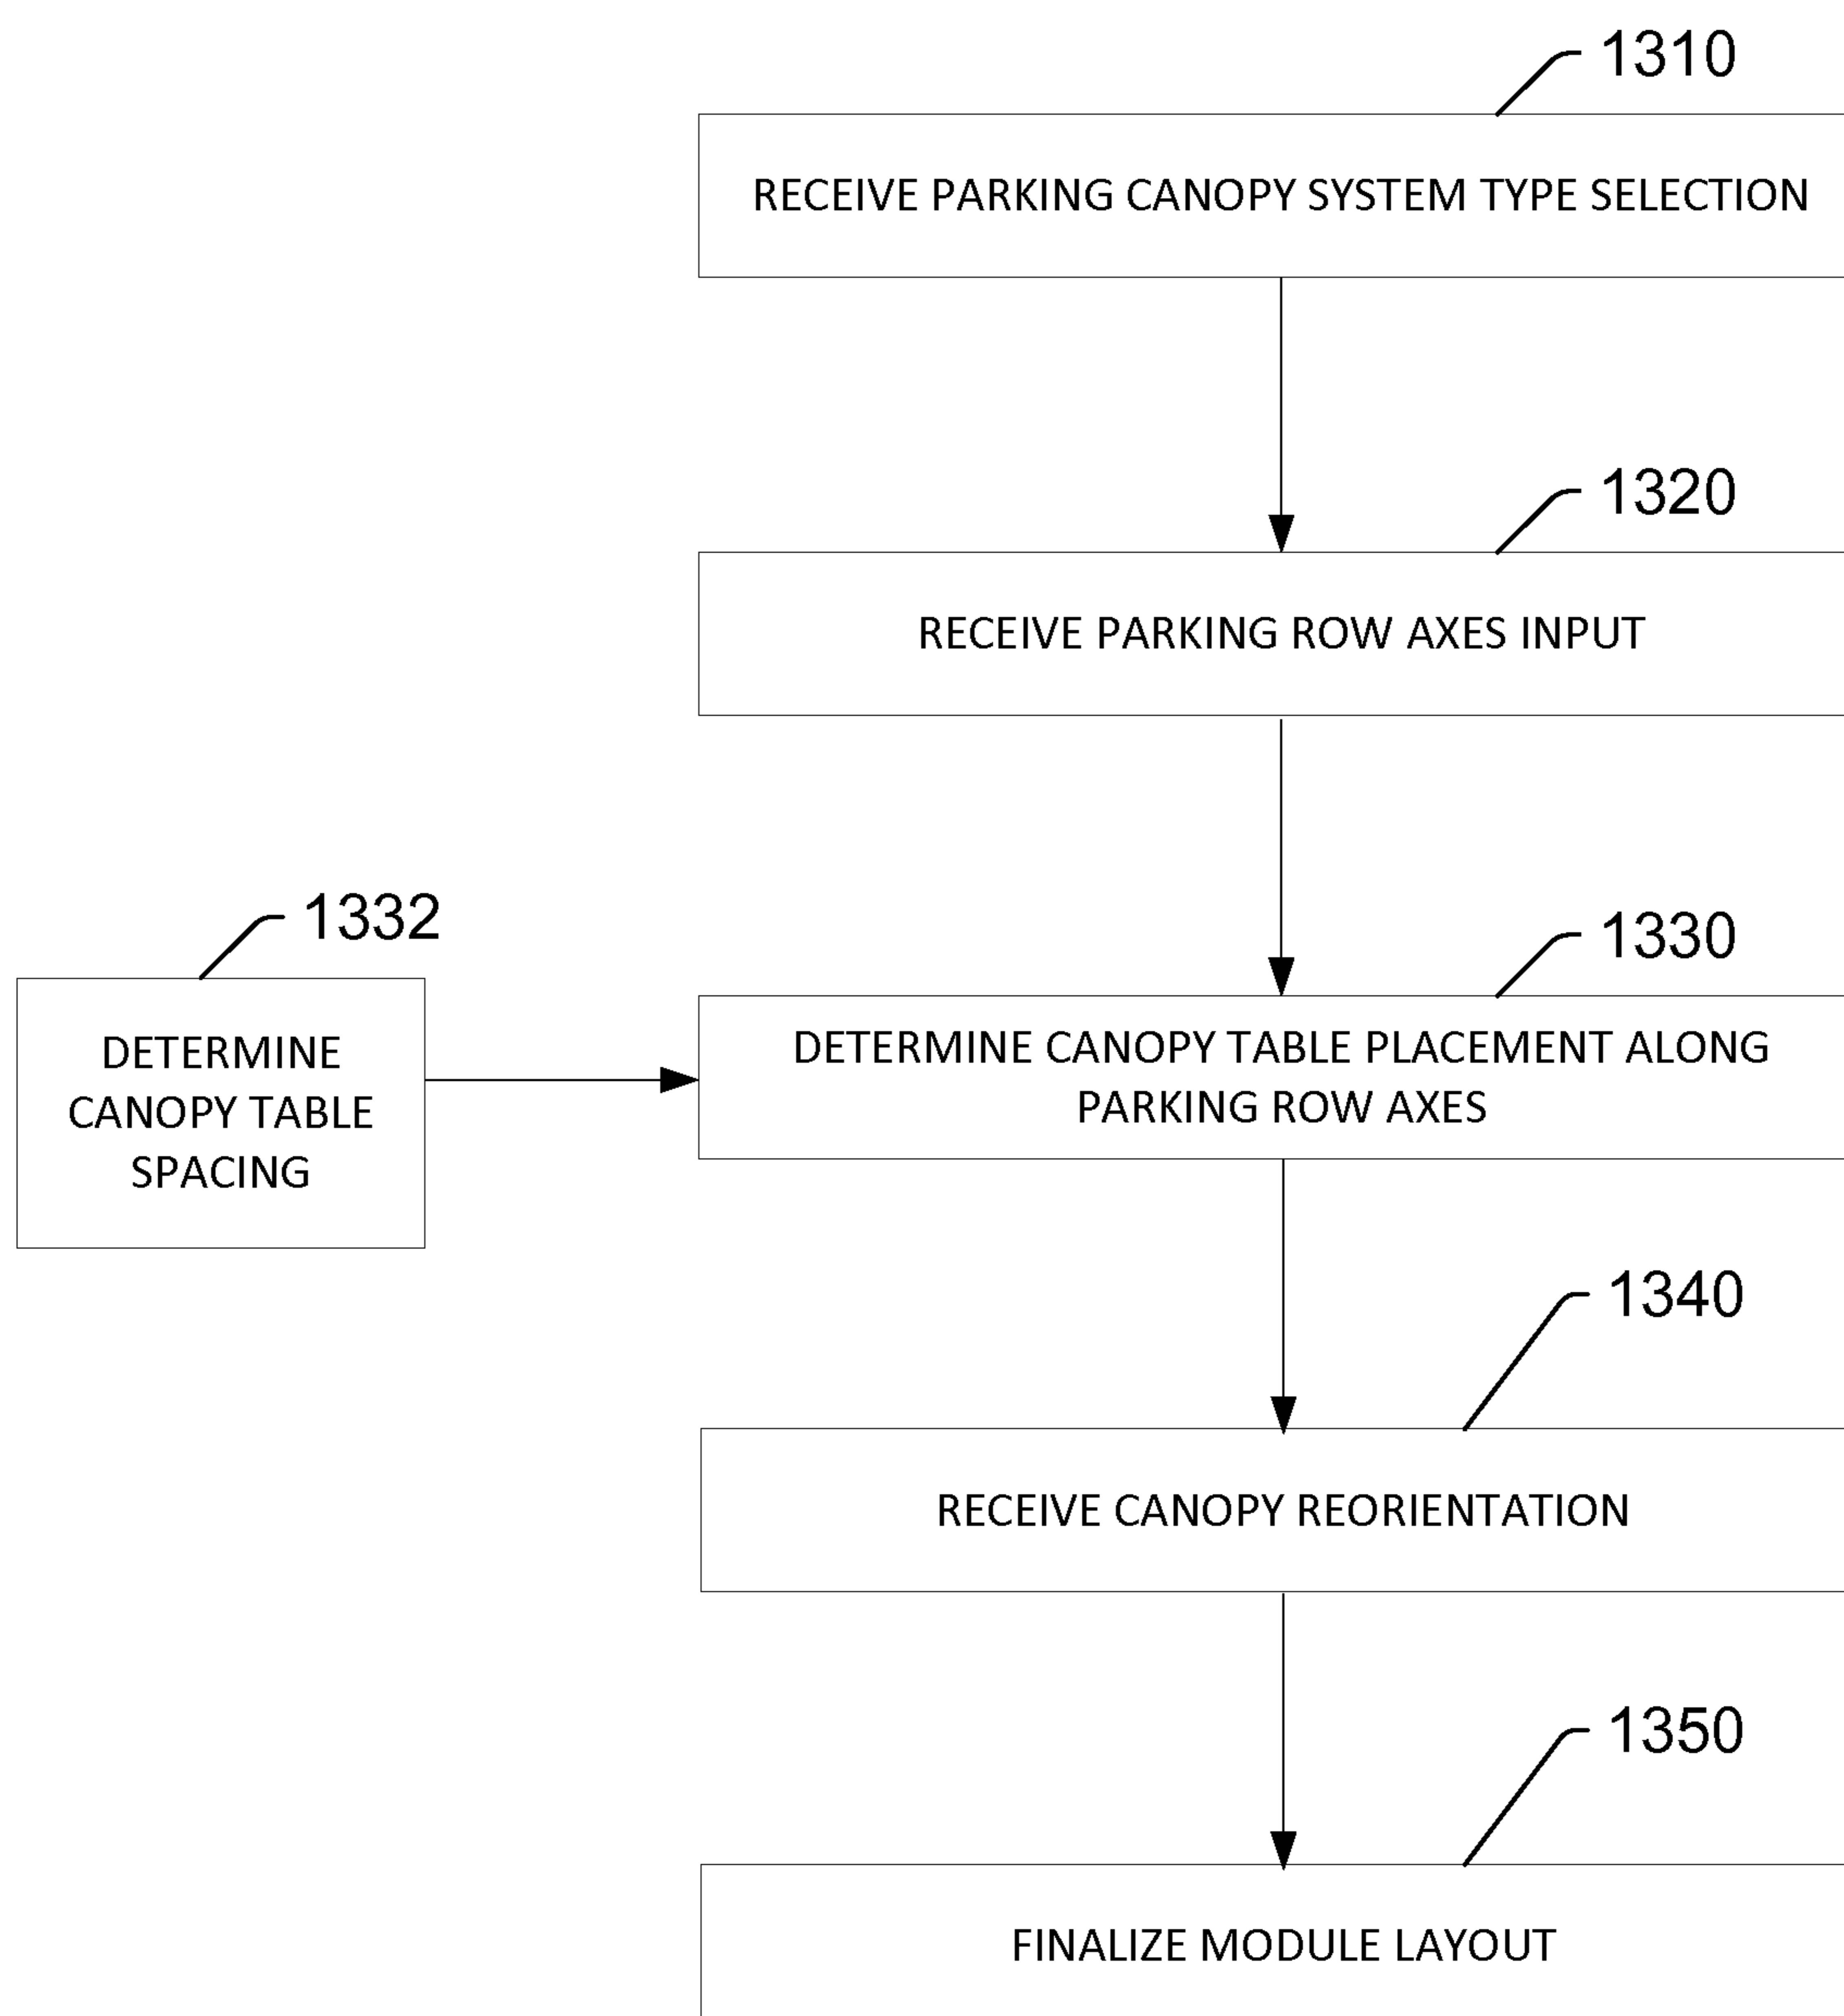 1310
RECEIVE PARKING CANOPY SYSTEM TYPE SELECTION
1320
RECEIVE PARKING ROW AXES INPUT
1332
DETERMINE
CANOPY TABLE
SPACING
1330
DETERMINE CANOPY TABLE PLACEMENT ALONG
PARKING ROW AXES
1340
RECEIVE CANOPY REORIENTATION
1350
FINALIZE MODULE LAYOUT